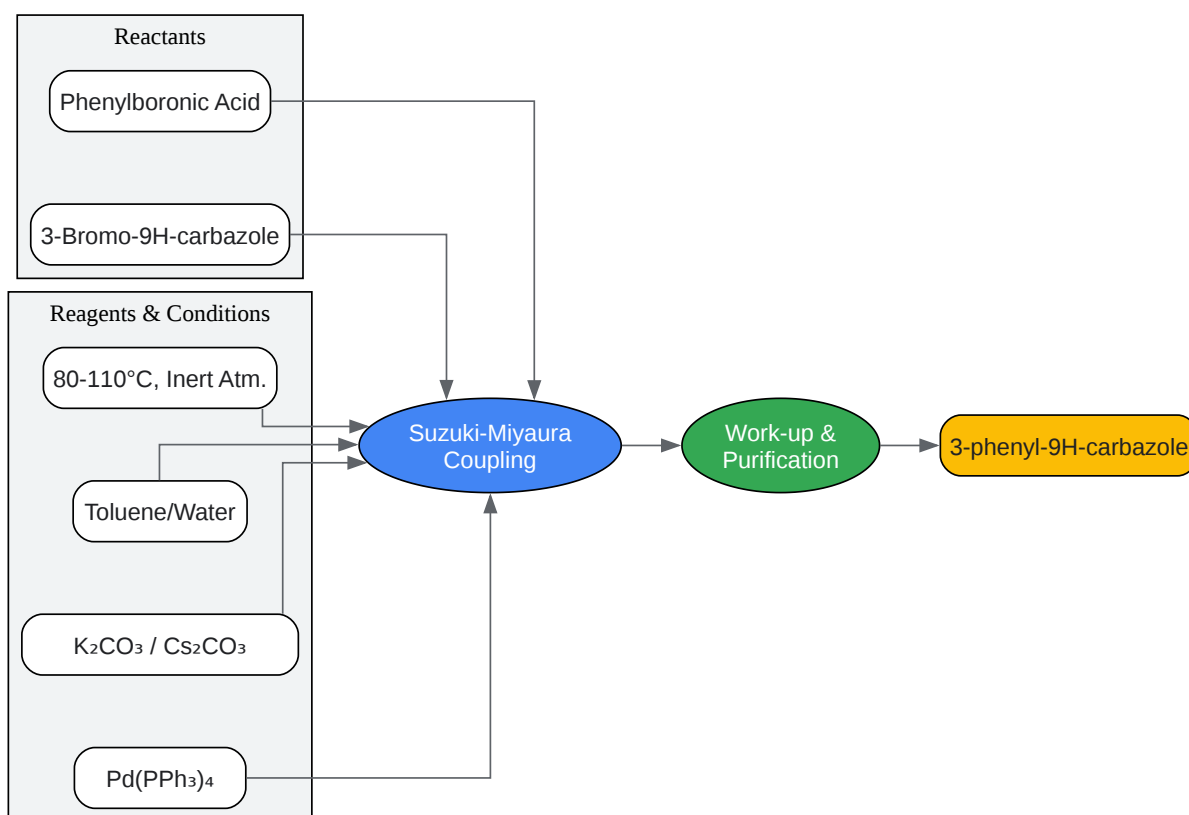 Reactants
Phenylboronic Acid
3-Bromo-9H-carbazole
Reagents & Conditions
80-110°C, Inert Atm.
Toluene/Water
K₂CO₃ / Cs₂CO₃
Pd(PPh₃)₄
Suzuki-Miyaura
Coupling
Work-up &
Purification
3-phenyl-9H-carbazole